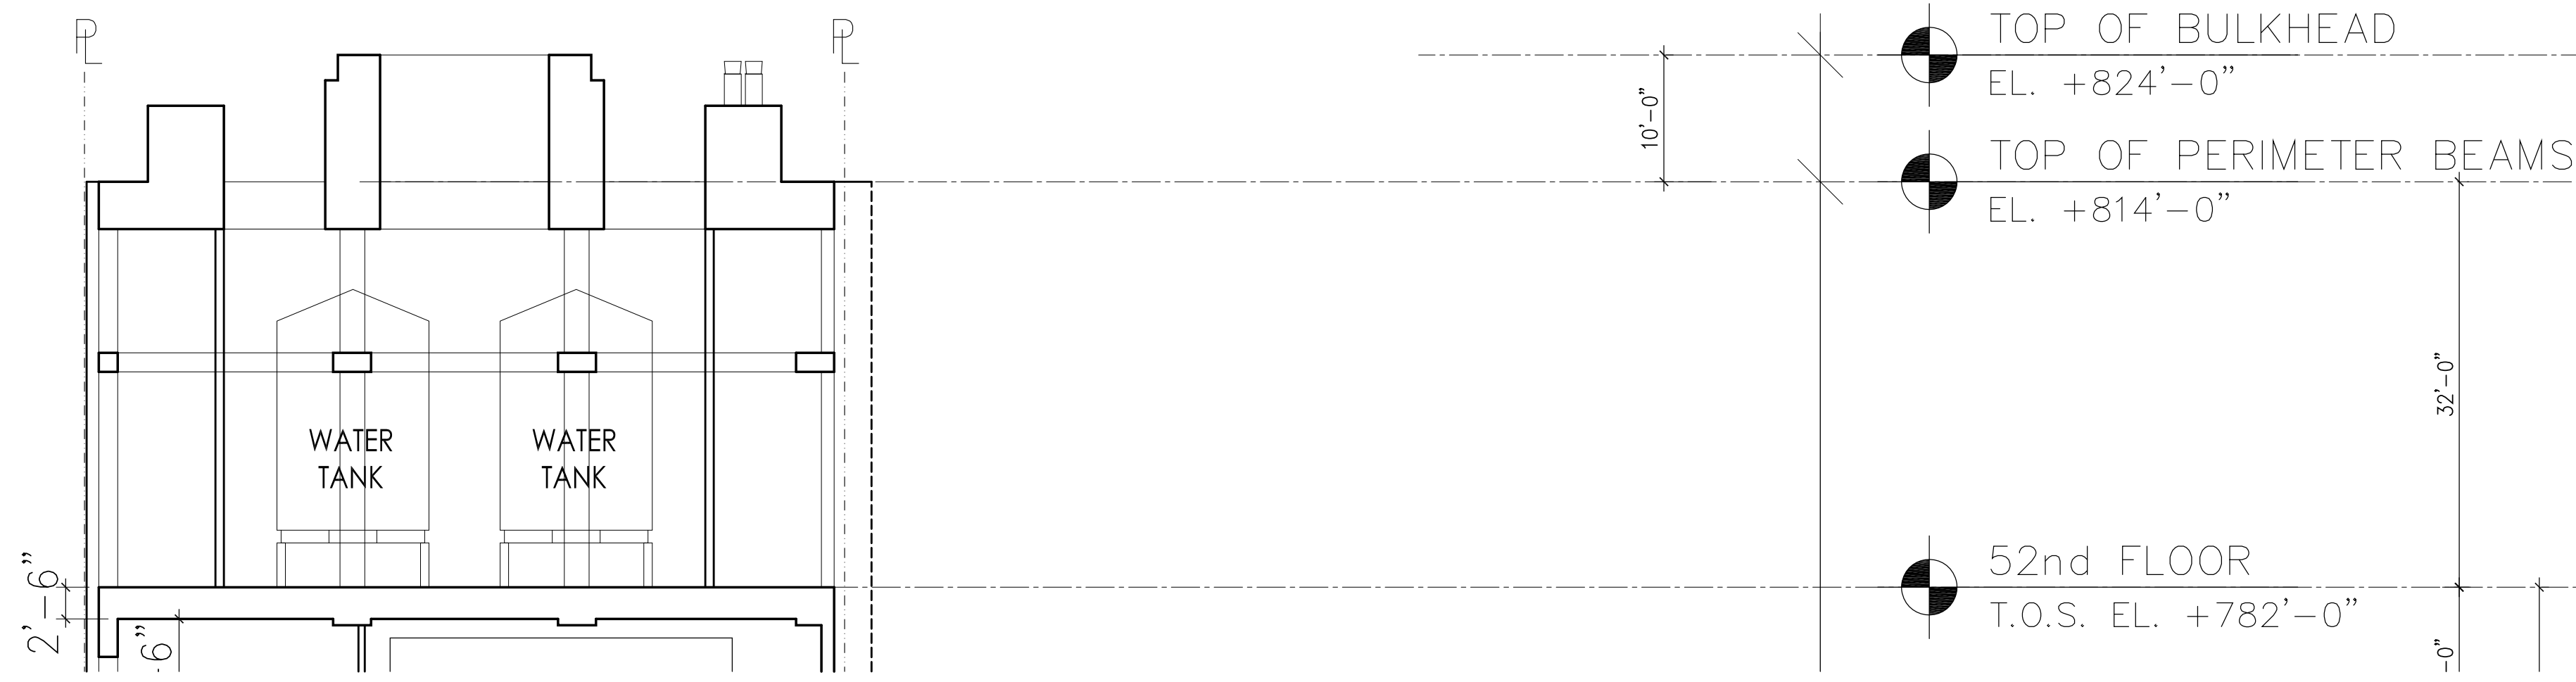 PL
PL
TOP OF BULKHEAD
EL. +824'-0"
10'-0"
TOP OF PERIMETER BEAMS
EL. +814'-0"
32'-0"
WATER
TANK
WATER
TANK
52nd FLOOR
T.O.S. EL. +782'-0"
2'-6"
-6"
-0"